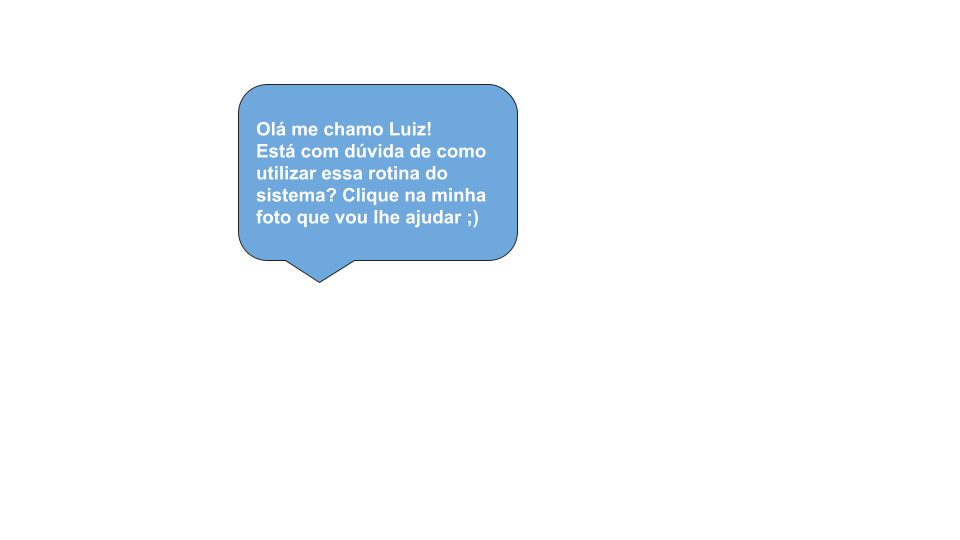 Olá me chamo Luiz!
Está com dúvida de como
utilizar essa rotina do
sistema? Clique na minha
foto que vou lhe ajudar ;)